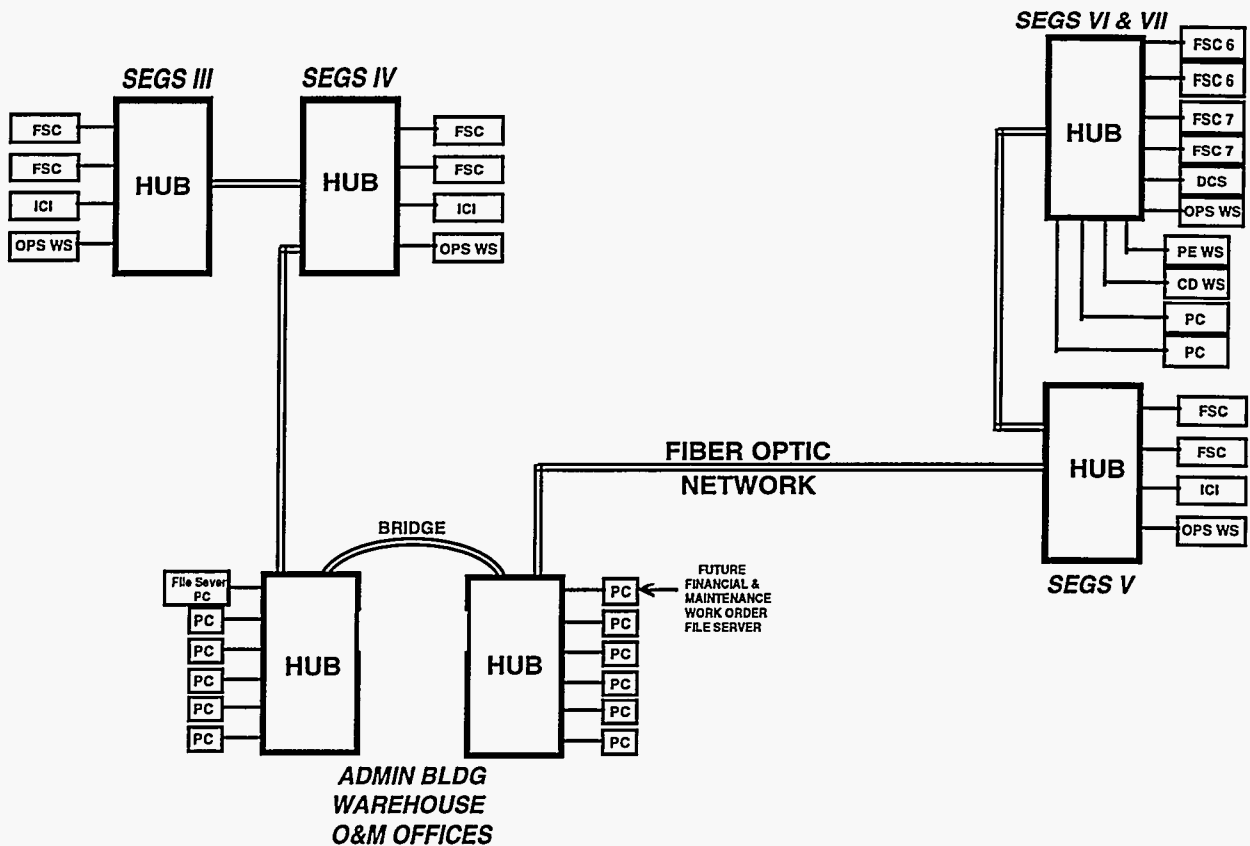 SEGS VI & VII
FSC 6
FSC 6
FSC 7
FSC 7
DCS
OPS WS
HUB
PE WS
CD WS
PC
PC
SEGS III
SEGS IV
FSC
FSC
ICI
OPS WS
HUB
HUB
FSC
FSC
ICI
OPS WS
FIBER OPTIC
NETWORK
HUB
FSC
FSC
ICI
OPS WS
SEGS V
BRIDGE
File Sever
PC
PC
PC
PC
PC
PC
HUB
HUB
PC
PC
PC
PC
PC
PC
FUTURE
FINANCIAL &
MAINTENANCE
WORK ORDER
FILE SERVER
ADMIN BLDG
WAREHOUSE
O&M OFFICES